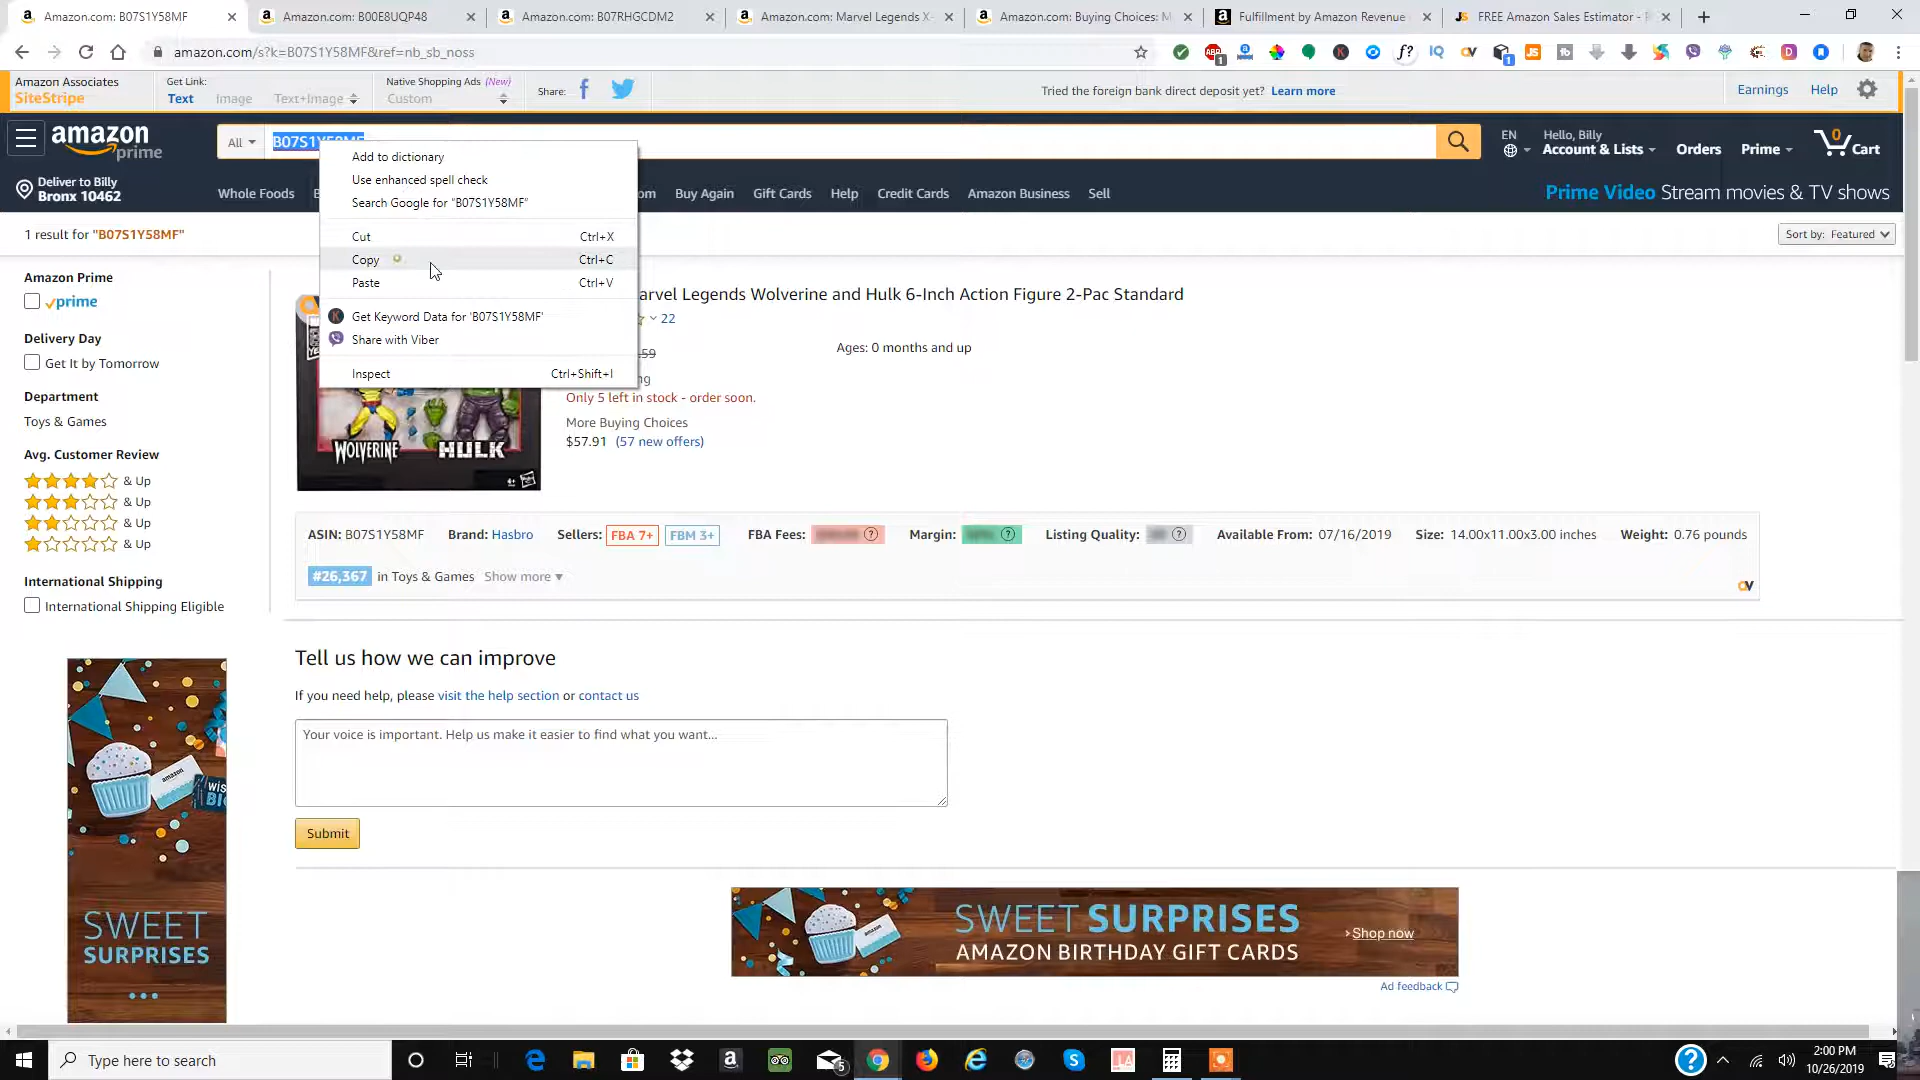 Amazon.com: B07S1Y58MF
Amazon.com: B00E8UQP48
Amazon.com: B07RHGCDM2
Amazon.com: Marvel Legends X-
Amazon.com: Buying Choices: M
Fulfillment by Amazon Revenue
FREE Amazon Sales Estimator -
amazon.com/s?k=B07S1Y58MF&ref=nb_sb_noss
Amazon Associates
SiteStripe
Get Link:
Text Image Text+Image
Native Shopping Ads (New)
Custom
Share:
Tried the foreign bank direct deposit yet? Learn more
Earnings Help
amazon prime
All
B07S1Y58MF
EN
Hello, Billy
Account & Lists
Orders
Prime
0
Cart
Deliver to Billy
Bronx 10462
Whole Foods
Buy Again Gift Cards Help Credit Cards Amazon Business Sell
Prime Video Stream movies & TV shows
Add to dictionary
Use enhanced spell check
Search Google for "B07S1Y58MF"
Cut Ctrl+X
Copy Ctrl+C
Paste Ctrl+V
Get Keyword Data for 'B07S1Y58MF'
Share with Viber
Inspect Ctrl+Shift+I
1 result for "B07S1Y58MF"
Sort by: Featured
Amazon Prime
prime
Delivery Day
Get It by Tomorrow
Department
Toys & Games
Avg. Customer Review
& Up
& Up
& Up
& Up
International Shipping
International Shipping Eligible
arvel Legends Wolverine and Hulk 6-Inch Action Figure 2-Pac Standard
22
.59
Ages: 0 months and up
Only 5 left in stock - order soon.
More Buying Choices
$57.91 (57 new offers)
WOLVERINE HULK
4+
ASIN: B07S1Y58MF Brand: Hasbro Sellers: FBA 7+ FBM 3+ FBA Fees: Margin: Listing Quality: Available From: 07/16/2019 Size: 14.00x11.00x3.00 inches Weight: 0.76 pounds
#26,367 in Toys & Games Show more
Tell us how we can improve
If you need help, please visit the help section or contact us
Your voice is important. Help us make it easier to find what you want...
Submit
amazon
SWEET
SURPRISES
SWEET SURPRISES
AMAZON BIRTHDAY GIFT CARDS
Shop now
Ad feedback
Type here to search
5
2:00 PM
10/26/2019